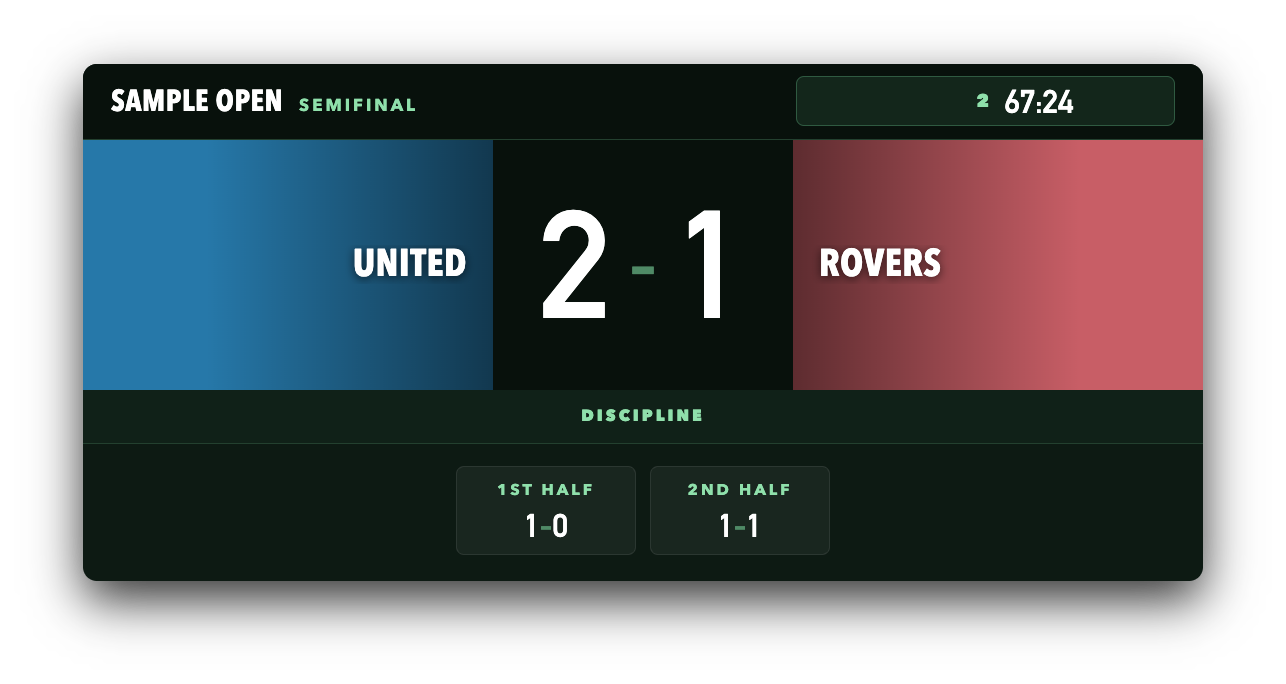 SAMPLE OPEN SEMIFINAL
2 67:24
UNITED
2 - 1
ROVERS
DISCIPLINE
1ST HALF
1-0
2ND HALF
1-1